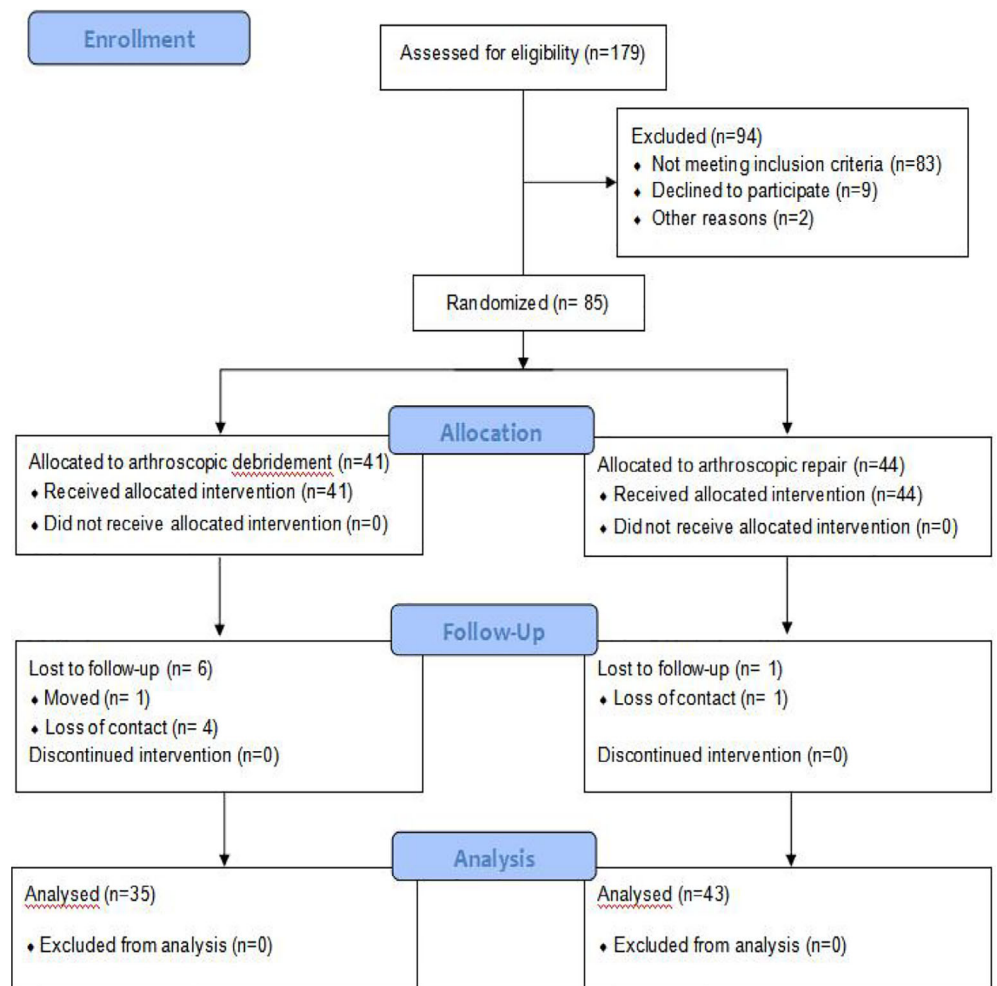 Enrollment
Assessed for eligibility (n=179)
Excluded (n=94)
♦ Not meeting inclusion criteria (n=83)
♦ Declined to participate (n=9)
♦ Other reasons (n=2)
Randomized (n= 85)
Allocation
Allocated to arthroscopic debridement (n=41)
♦ Received allocated intervention (n=41)
♦ Did not receive allocated intervention (n=0)
Allocated to arthroscopic repair (n=44)
♦ Received allocated intervention (n=44)
♦ Did not receive allocated intervention (n=0)
Follow-Up
Lost to follow-up (n= 6)
♦ Moved (n= 1)
♦ Loss of contact (n= 4)
Discontinued intervention (n=0)
Lost to follow-up (n= 1)
♦ Loss of contact (n= 1)
Discontinued intervention (n=0)
Analysis
Analysed (n=35)
♦ Excluded from analysis (n=0)
Analysed (n=43)
♦ Excluded from analysis (n=0)